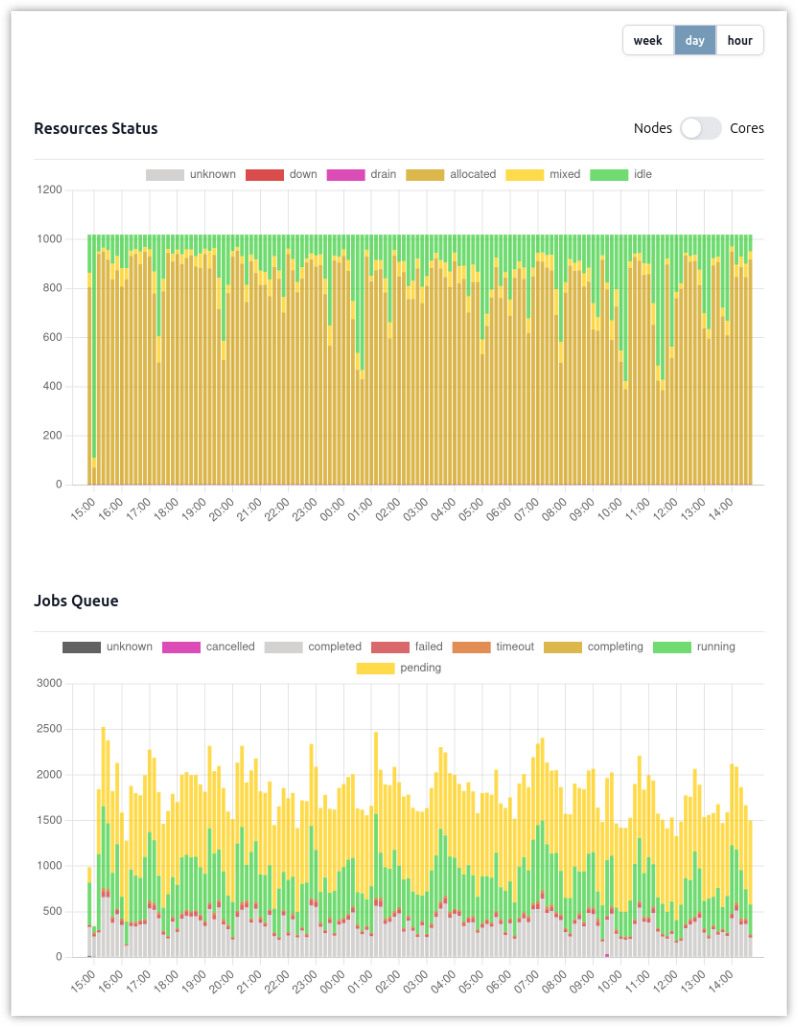 week day hour
Resources Status Nodes Cores
unknown down drain allocated mixed idle
1200
1000
800
600
400
200
0
15:00 16:00 17:00 18:00 19:00 20:00 21:00 22:00 23:00 00:00 01:00 02:00 03:00 04:00 05:00 06:00 07:00 08:00 09:00 10:00 11:00 12:00 13:00 14:00
Jobs Queue
unknown cancelled completed failed timeout completing running
pending
3000
2500
2000
1500
1000
500
0
15:00 16:00 17:00 18:00 19:00 20:00 21:00 22:00 23:00 00:00 01:00 02:00 03:00 04:00 05:00 06:00 07:00 08:00 09:00 10:00 11:00 12:00 13:00 14:00